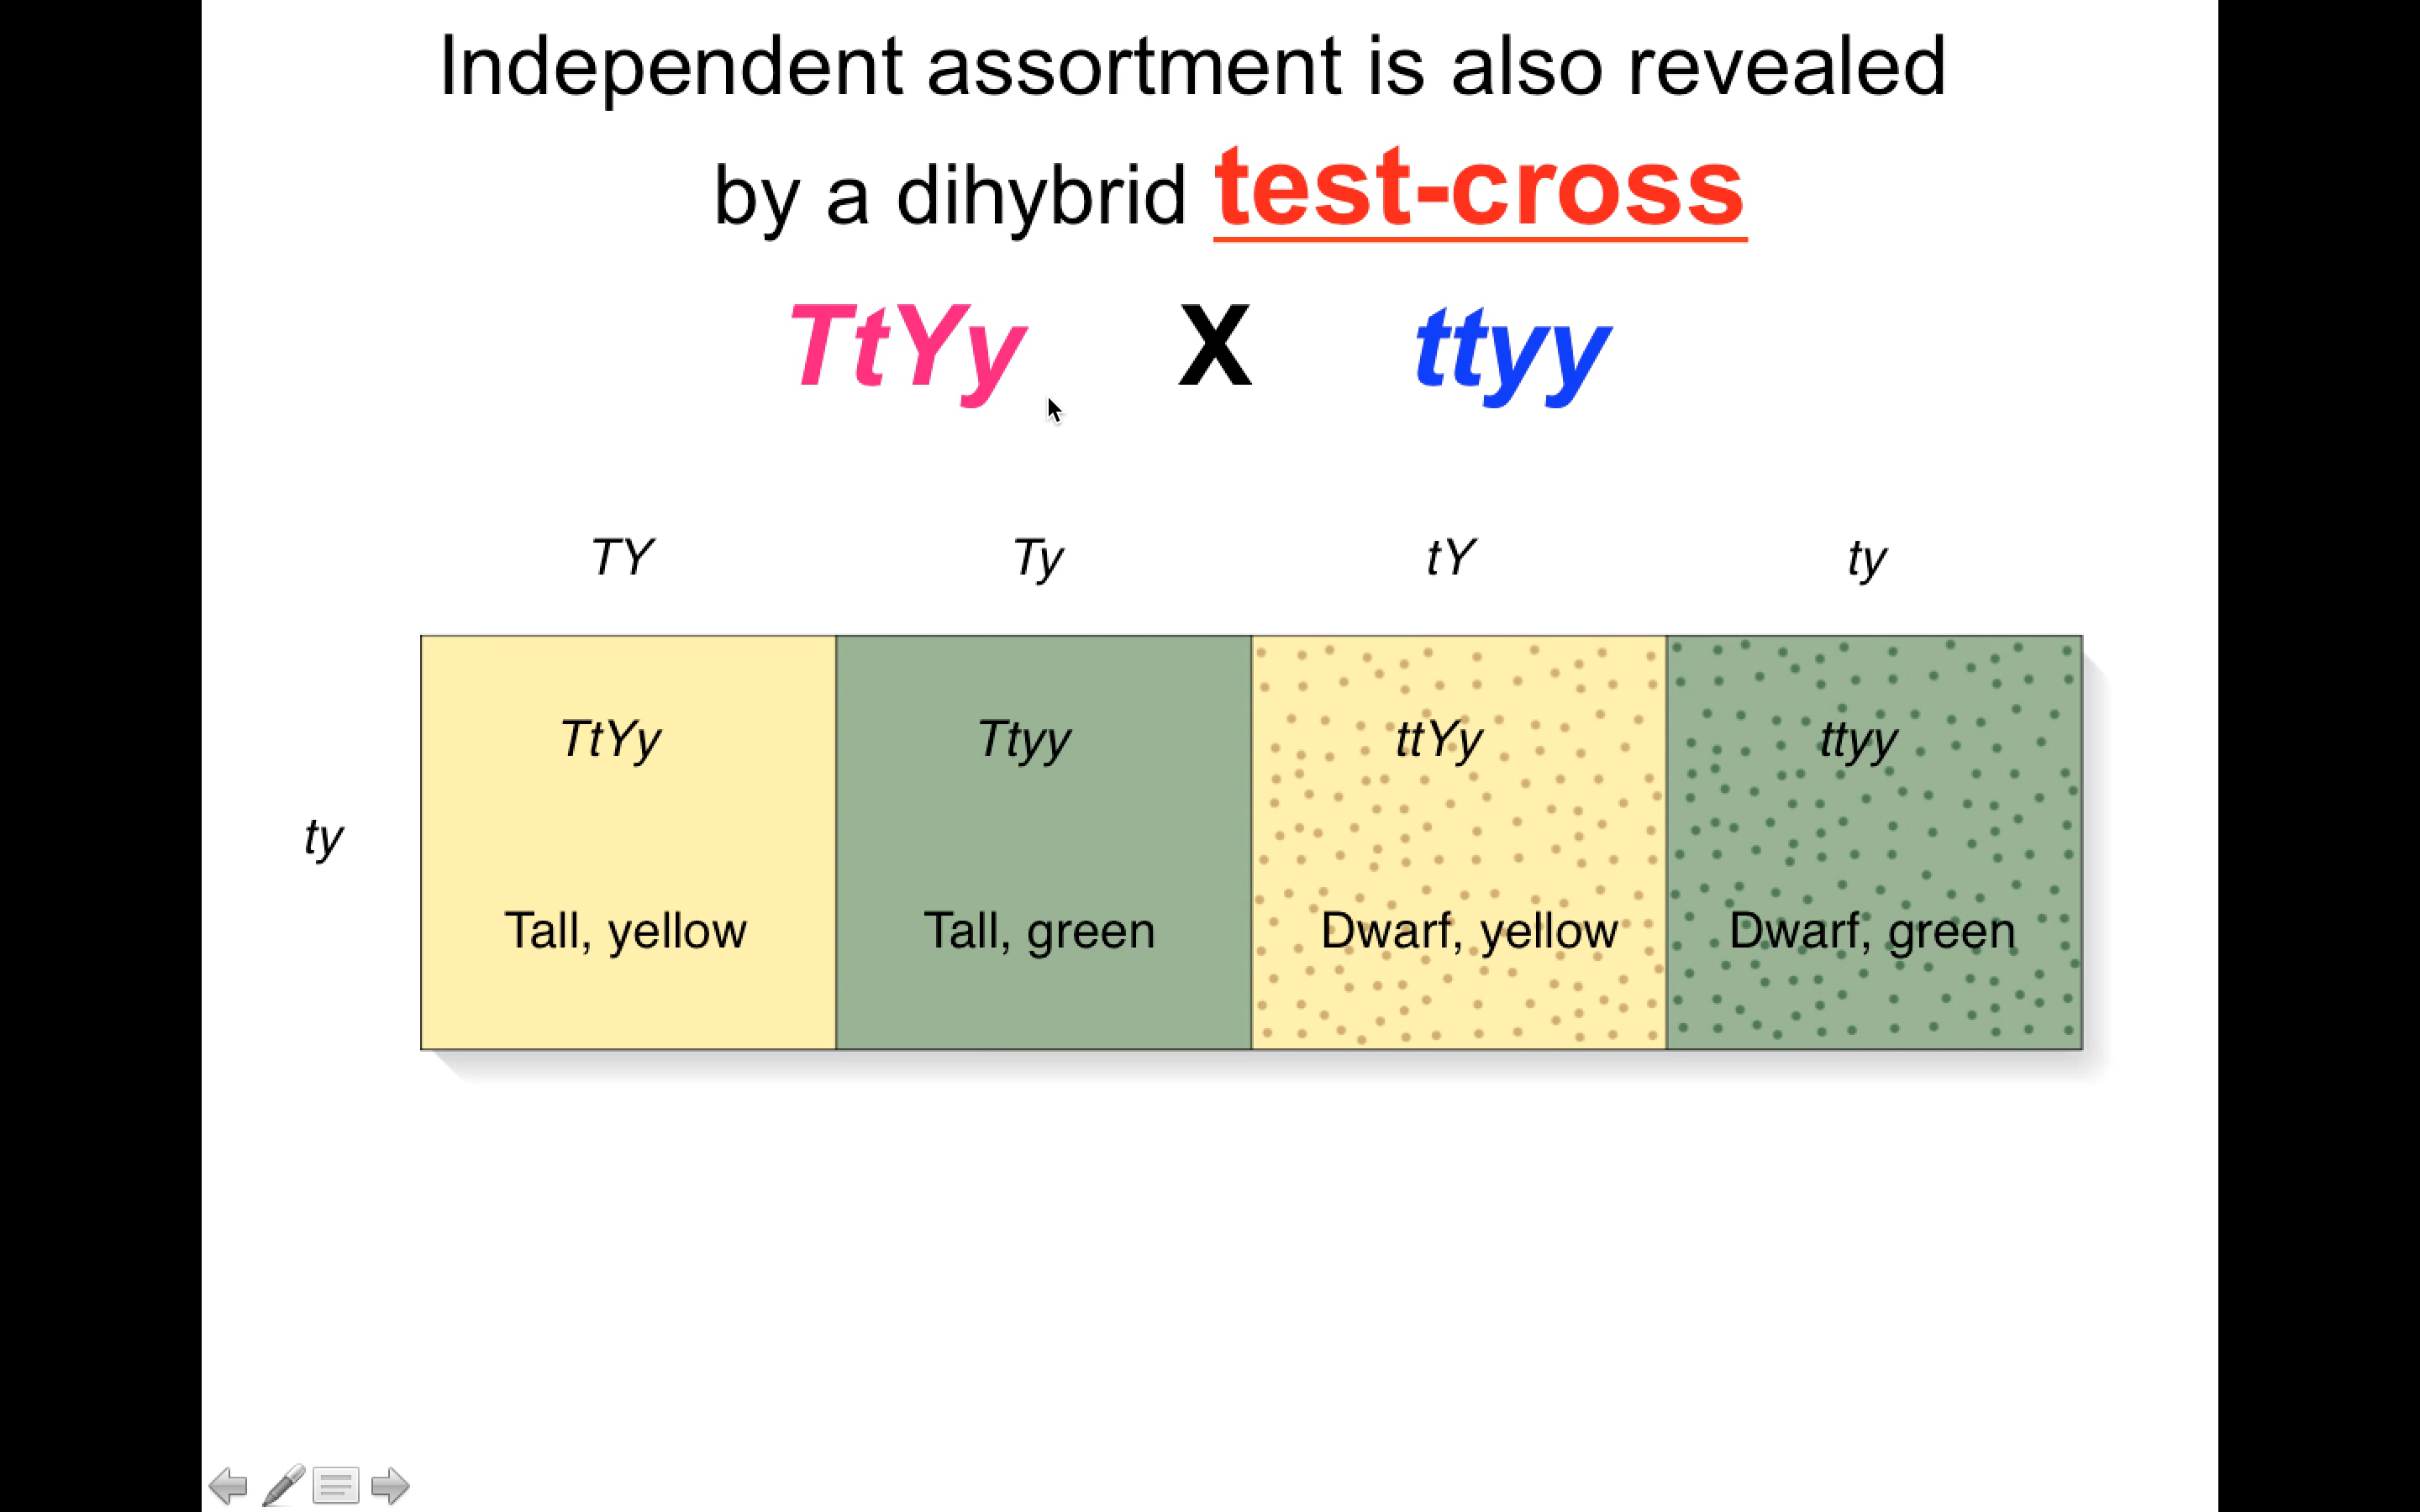 Independent assortment is also revealed
by a dihybrid test-cross
TtYy X ttyy
TY Ty tY ty
TtYy Ttyy ttYy ttyy
ty
Tall, yellow Tall, green Dwarf, yellow Dwarf, green